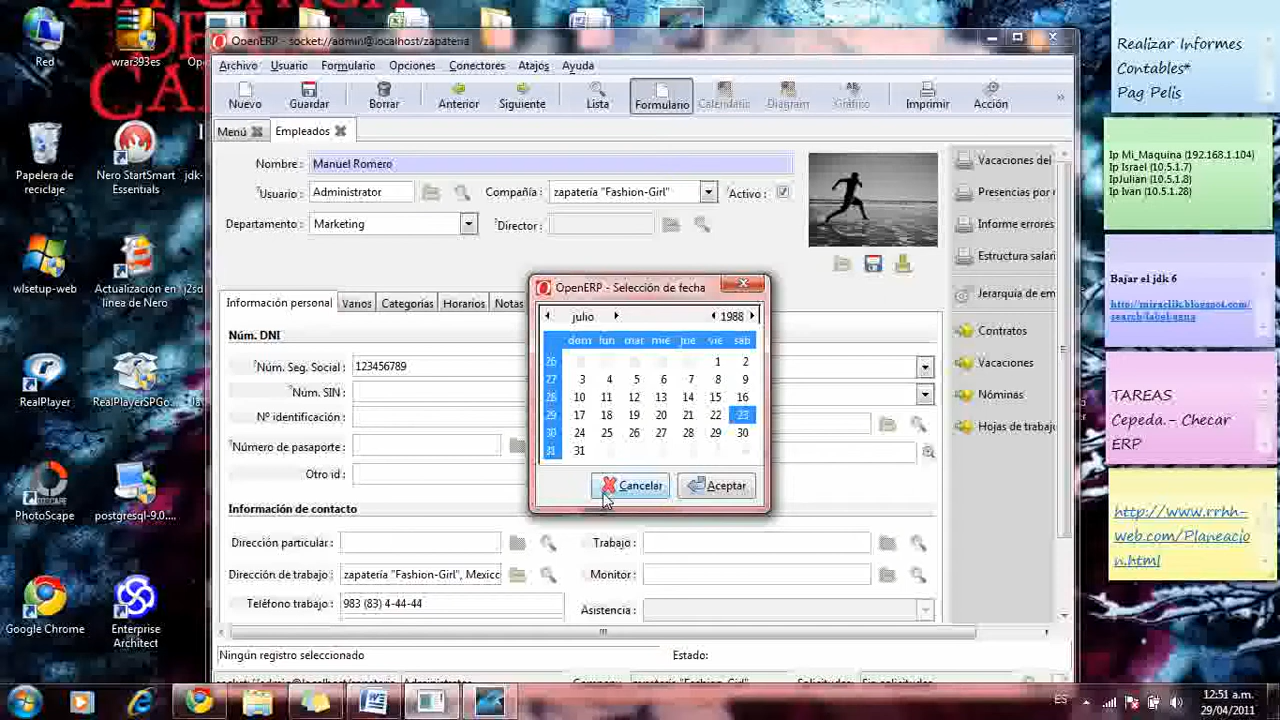 DE
CA
Red
wrar393es
Papelera de reciclaje
Nero StartSmart Essentials
jdk-
wlsetup-web
Actualización en línea de Nero
j2sd
RealPlayer
RealPlayerSPGo...
PhotoScape
postgresql-9.0....
Google Chrome
Enterprise Architect
OpenERP - socket://admin@localhost/zapateria
Archivo Usuario Formulario Opciones Conectores Atajos Ayuda
Nuevo Guardar Borrar Anterior Siguiente Lista Formulario Calendario Diagram Gráfico Imprimir Acción »
Menú Empleados
Nombre : Manuel Romero
?Usuario : Administrator Compañía : zapatería "Fashion-Girl" Activo :
Departamento : Marketing ?Director :
Información personal Varios Categorías Horarios Notas
Núm. DNI
?Núm. Seg. Social : 123456789
?Núm. SIN :
Nº identificación :
?Número de pasaporte :
Otro id :
Información de contacto
Dirección particular : Trabajo :
Dirección de trabajo : zapatería "Fashion-Girl", Mexico Monitor :
Teléfono trabajo : 983 (83) 4-44-44 Asistencia :
Ningún registro seleccionado Estado:
Vacaciones del
Presencias por
Informe errores
Estructura salari
Jerarquía de em
Contratos
Vacaciones
Nóminas
Hojas de trabajo
OpenERP - Selección de fecha
julio 1988
dom lun mar mié jue vie sáb
26 1 2
27 3 4 5 6 7 8 9
28 10 11 12 13 14 15 16
29 17 18 19 20 21 22 23
30 24 25 26 27 28 29 30
31 31
Cancelar Aceptar
Realizar Informes
Contables*
Pag Pelis
Ip Mi_Maquina (192.168.1.104)
Ip Israel (10.5.1.7)
IpJulian (10.5.1.8)
Ip Ivan (10.5.1.28)
Bajar el jdk 6
http://miraclik.blogspot.com/
TAREAS
Cepeda.- Checar
ERP
http://www.rrhh-
web.com/Planeacio
n.html
ES
12:51 a.m.
29/04/2011